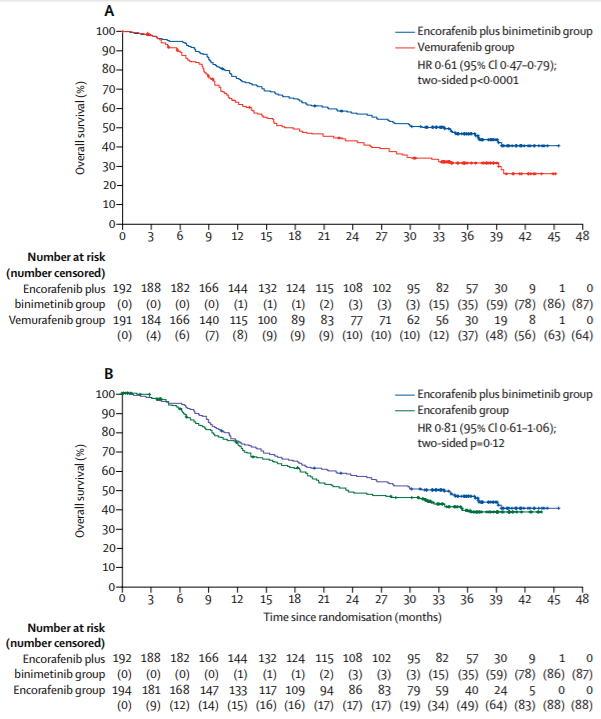 A
Encorafenib plus binimetinib group
Vemurafenib group
HR 0·61 (95% CI 0·47–0·79);
two-sided p<0·0001
Overall survival (%)
100
90
80
70
60
50
40
30
20
10
0
0 3 6 9 12 15 18 21 24 27 30 33 36 39 42 45 48
Number at risk
(number censored)
Encorafenib plus 192 188 182 166 144 132 124 115 108 102 95 82 57 30 9 1 0
binimetinib group (0) (0) (0) (0) (1) (1) (1) (2) (3) (3) (3) (15) (35) (59) (78) (86) (87)
Vemurafenib group 191 184 166 140 115 100 89 83 77 71 62 56 30 19 8 1 0
(0) (4) (6) (7) (8) (9) (9) (9) (10) (10) (10) (12) (37) (48) (56) (63) (64)
B
Encorafenib plus binimetinib group
Encorafenib group
HR 0·81 (95% CI 0·61–1·06);
two-sided p=0·12
Overall survival (%)
100
90
80
70
60
50
40
30
20
10
0
0 3 6 9 12 15 18 21 24 27 30 33 36 39 42 45 48
Time since randomisation (months)
Number at risk
(number censored)
Encorafenib plus 192 188 182 166 144 132 124 115 108 102 95 82 57 30 9 1 0
binimetinib group (0) (0) (0) (0) (1) (1) (1) (2) (3) (3) (3) (15) (35) (59) (78) (86) (87)
Encorafenib group 194 181 168 147 133 117 109 94 86 83 79 59 40 24 5 0 0
(0) (9) (12) (14) (15) (16) (16) (17) (17) (17) (19) (34) (49) (64) (83) (88) (88)